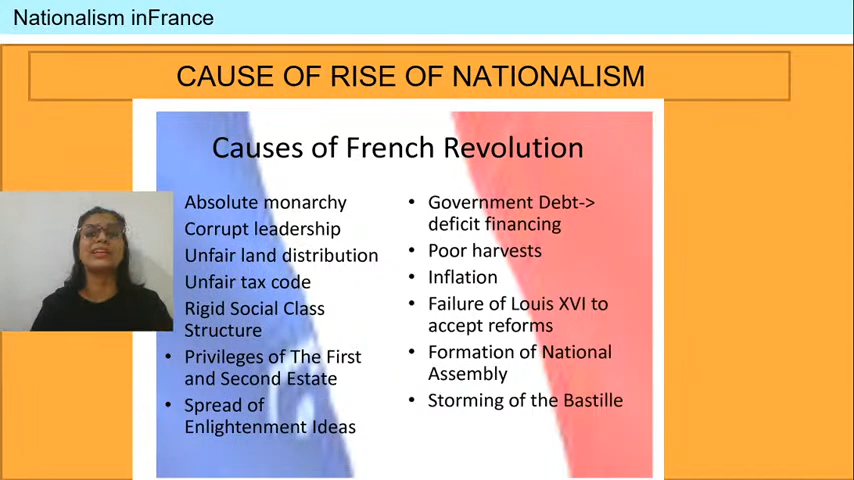 Nationalism inFrance
CAUSE OF RISE OF NATIONALISM
Causes of French Revolution
Absolute monarchy
Corrupt leadership
Unfair land distribution
Unfair tax code
Rigid Social Class
Structure
• Privileges of The First
and Second Estate
• Spread of
Enlightenment Ideas
• Government Debt->
deficit financing
• Poor harvests
• Inflation
• Failure of Louis XVI to
accept reforms
• Formation of National
Assembly
• Storming of the Bastille